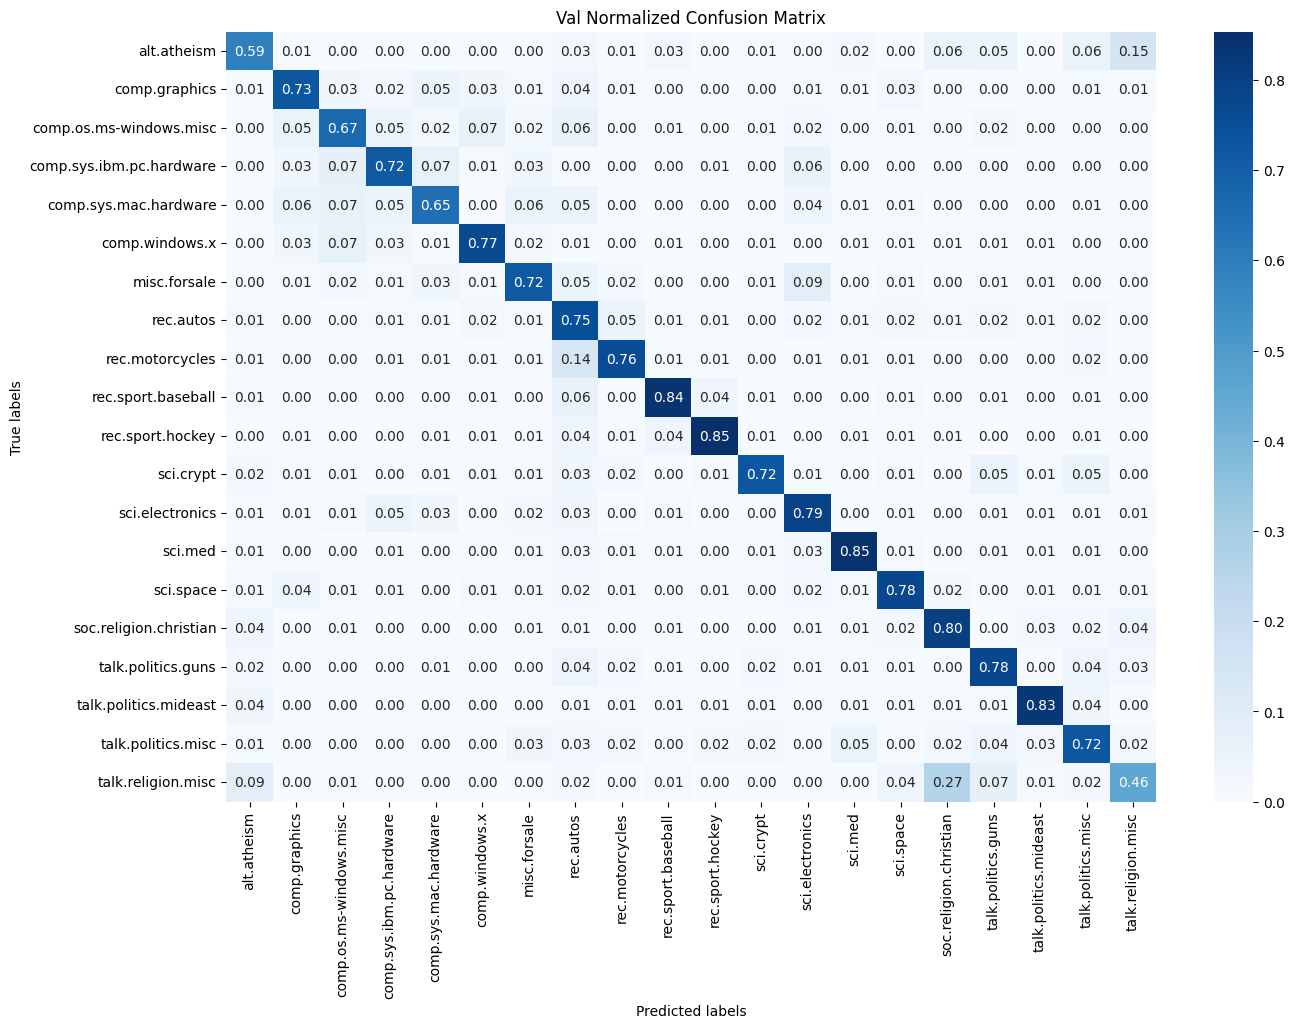 Val Normalized Confusion Matrix
alt.atheism 0.59 0.01 0.00 0.00 0.00 0.00 0.00 0.03 0.01 0.03 0.00 0.01 0.00 0.02 0.00 0.06 0.05 0.00 0.06 0.15
comp.graphics 0.01 0.73 0.03 0.02 0.05 0.03 0.01 0.04 0.01 0.00 0.00 0.00 0.01 0.01 0.03 0.00 0.00 0.00 0.01 0.01
comp.os.ms-windows.misc 0.00 0.05 0.67 0.05 0.02 0.07 0.02 0.06 0.00 0.01 0.00 0.01 0.02 0.00 0.01 0.00 0.02 0.00 0.00 0.00
comp.sys.ibm.pc.hardware 0.00 0.03 0.07 0.72 0.07 0.01 0.03 0.00 0.00 0.00 0.01 0.00 0.06 0.00 0.00 0.00 0.00 0.00 0.00 0.00
comp.sys.mac.hardware 0.00 0.06 0.07 0.05 0.65 0.00 0.06 0.05 0.00 0.00 0.00 0.00 0.04 0.01 0.01 0.00 0.00 0.00 0.01 0.00
comp.windows.x 0.00 0.03 0.07 0.03 0.01 0.77 0.02 0.01 0.00 0.00 0.00 0.01 0.00 0.01 0.01 0.01 0.01 0.01 0.00 0.00
misc.forsale 0.00 0.01 0.02 0.01 0.03 0.01 0.72 0.05 0.02 0.01 0.01 0.00 0.09 0.00 0.01 0.00 0.01 0.01 0.00 0.00
rec.autos 0.01 0.00 0.00 0.01 0.01 0.02 0.01 0.75 0.05 0.01 0.01 0.00 0.02 0.01 0.02 0.01 0.02 0.01 0.02 0.00
rec.motorcycles 0.01 0.00 0.00 0.01 0.01 0.01 0.01 0.14 0.76 0.01 0.01 0.00 0.01 0.01 0.01 0.00 0.00 0.00 0.02 0.00
rec.sport.baseball 0.01 0.00 0.00 0.01 0.01 0.01 0.00 0.06 0.00 0.84 0.04 0.01 0.00 0.00 0.00 0.00 0.01 0.00 0.01 0.00
rec.sport.hockey 0.00 0.01 0.00 0.00 0.01 0.01 0.01 0.04 0.01 0.04 0.85 0.01 0.00 0.01 0.00 0.00 0.01 0.00 0.01 0.00
sci.crypt 0.02 0.01 0.01 0.00 0.01 0.01 0.01 0.03 0.02 0.00 0.01 0.72 0.01 0.00 0.01 0.00 0.05 0.01 0.05 0.00
sci.electronics 0.01 0.01 0.01 0.05 0.03 0.00 0.02 0.03 0.00 0.01 0.00 0.00 0.79 0.00 0.01 0.00 0.01 0.01 0.01 0.01
sci.med 0.01 0.00 0.00 0.01 0.00 0.00 0.01 0.03 0.01 0.01 0.00 0.01 0.03 0.85 0.01 0.00 0.01 0.01 0.01 0.00
sci.space 0.01 0.04 0.01 0.01 0.00 0.01 0.01 0.02 0.01 0.00 0.01 0.00 0.02 0.01 0.78 0.02 0.00 0.01 0.01 0.01
soc.religion.christian 0.04 0.00 0.01 0.00 0.00 0.00 0.01 0.01 0.00 0.01 0.00 0.00 0.01 0.01 0.02 0.80 0.00 0.03 0.02 0.04
talk.politics.guns 0.02 0.00 0.00 0.00 0.01 0.00 0.00 0.04 0.02 0.01 0.00 0.02 0.01 0.01 0.01 0.00 0.78 0.00 0.04 0.03
talk.politics.mideast 0.04 0.00 0.00 0.00 0.00 0.00 0.00 0.01 0.01 0.01 0.01 0.01 0.00 0.01 0.01 0.01 0.01 0.83 0.04 0.00
talk.politics.misc 0.01 0.00 0.00 0.00 0.00 0.00 0.03 0.03 0.02 0.00 0.02 0.02 0.00 0.05 0.00 0.02 0.04 0.03 0.72 0.02
talk.religion.misc 0.09 0.00 0.01 0.00 0.00 0.00 0.00 0.02 0.00 0.01 0.00 0.00 0.00 0.00 0.04 0.27 0.07 0.01 0.02 0.46
True labels
alt.atheism
comp.graphics
comp.os.ms-windows.misc
comp.sys.ibm.pc.hardware
comp.sys.mac.hardware
comp.windows.x
misc.forsale
rec.autos
rec.motorcycles
rec.sport.baseball
rec.sport.hockey
sci.crypt
sci.electronics
sci.med
sci.space
soc.religion.christian
talk.politics.guns
talk.politics.mideast
talk.politics.misc
talk.religion.misc
Predicted labels
0.8
0.7
0.6
0.5
0.4
0.3
0.2
0.1
0.0